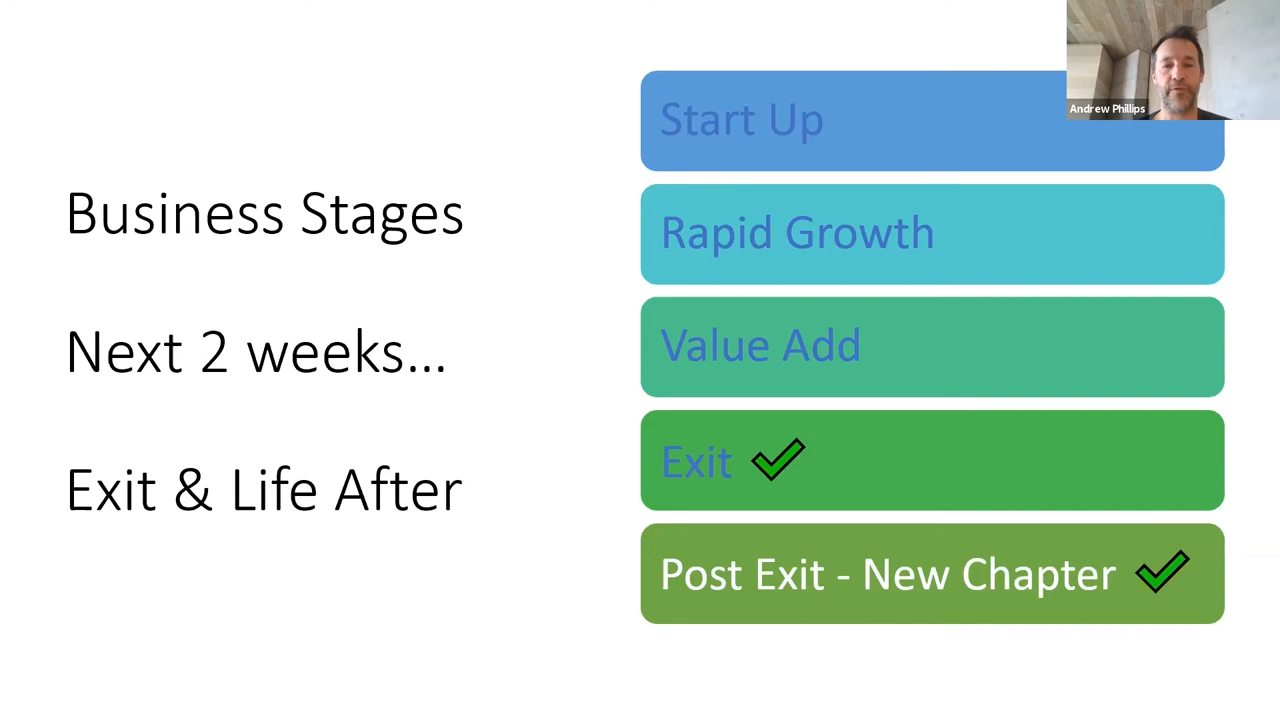 Business Stages
Next 2 weeks...
Exit & Life After
Start Up
Rapid Growth
Value Add
Exit
Post Exit - New Chapter
Andrew Phillips